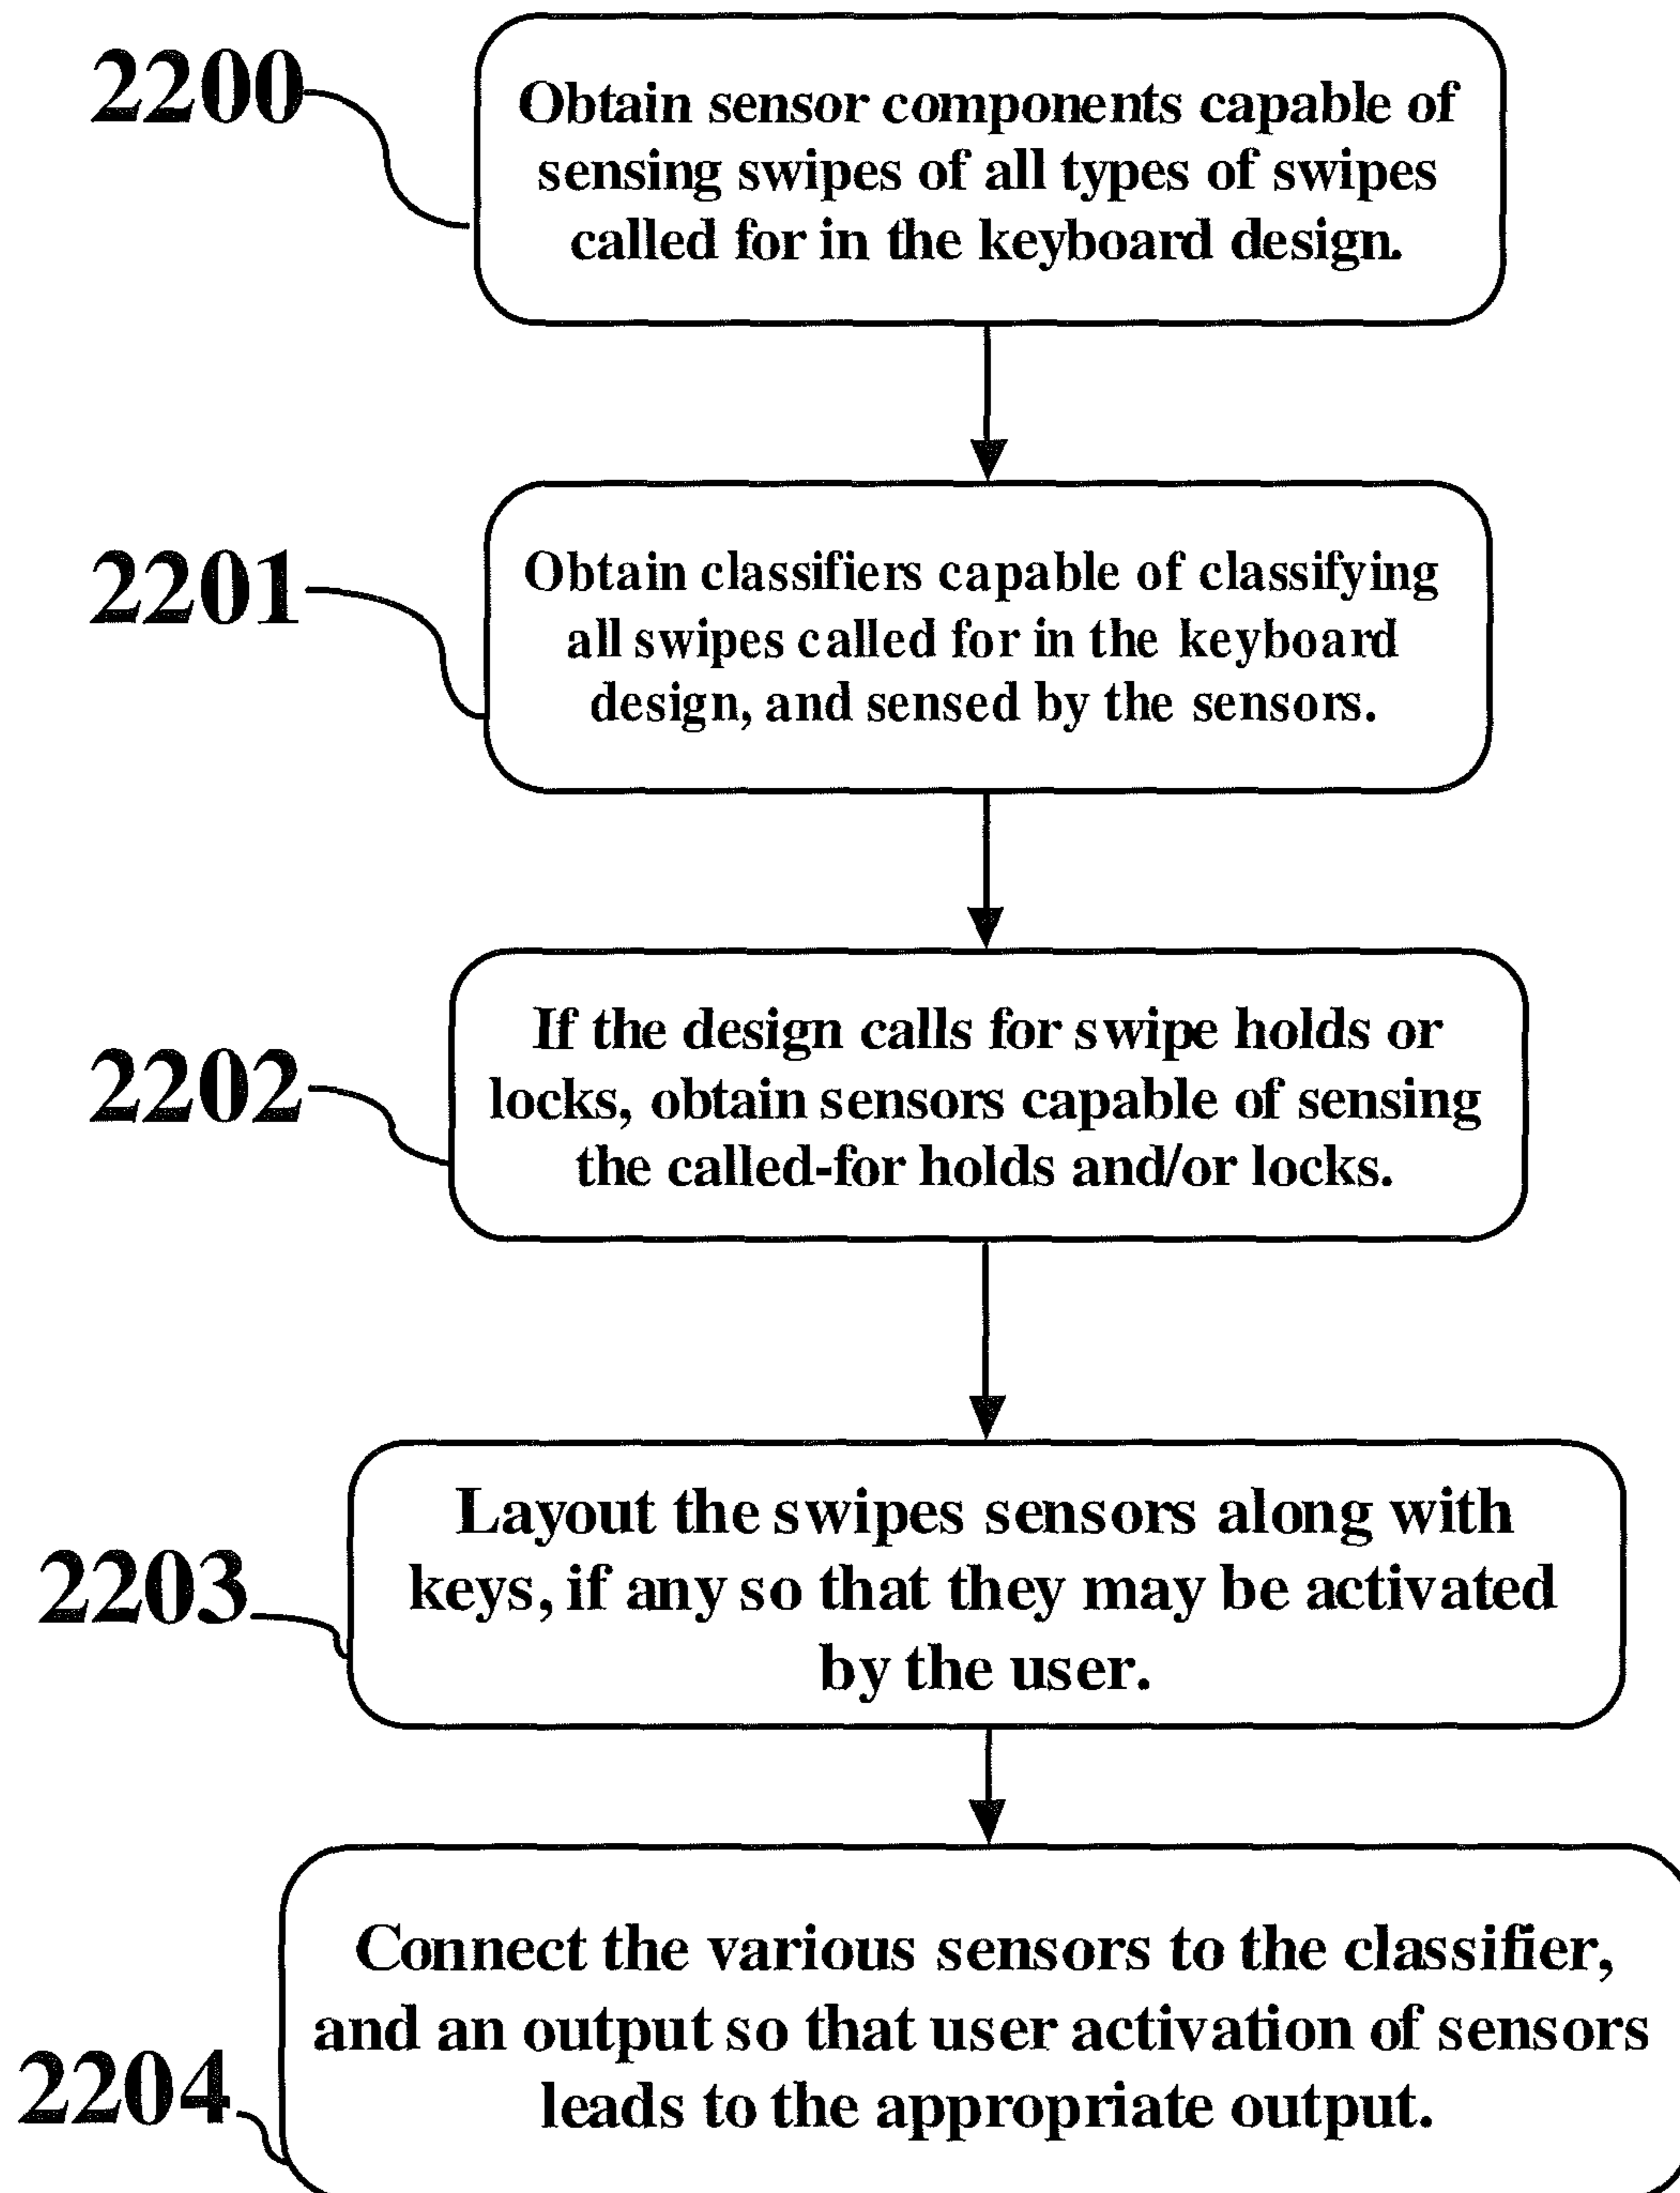 2200
Obtain sensor components capable of
sensing swipes of all types of swipes
called for in the keyboard design.
2201
Obtain classifiers capable of classifying
all swipes called for in the keyboard
design, and sensed by the sensors.
2202
If the design calls for swipe holds or
locks, obtain sensors capable of sensing
the called-for holds and/or locks.
2203
Layout the swipes sensors along with
keys, if any so that they may be activated
by the user.
2204
Connect the various sensors to the classifier,
and an output so that user activation of sensors
leads to the appropriate output.